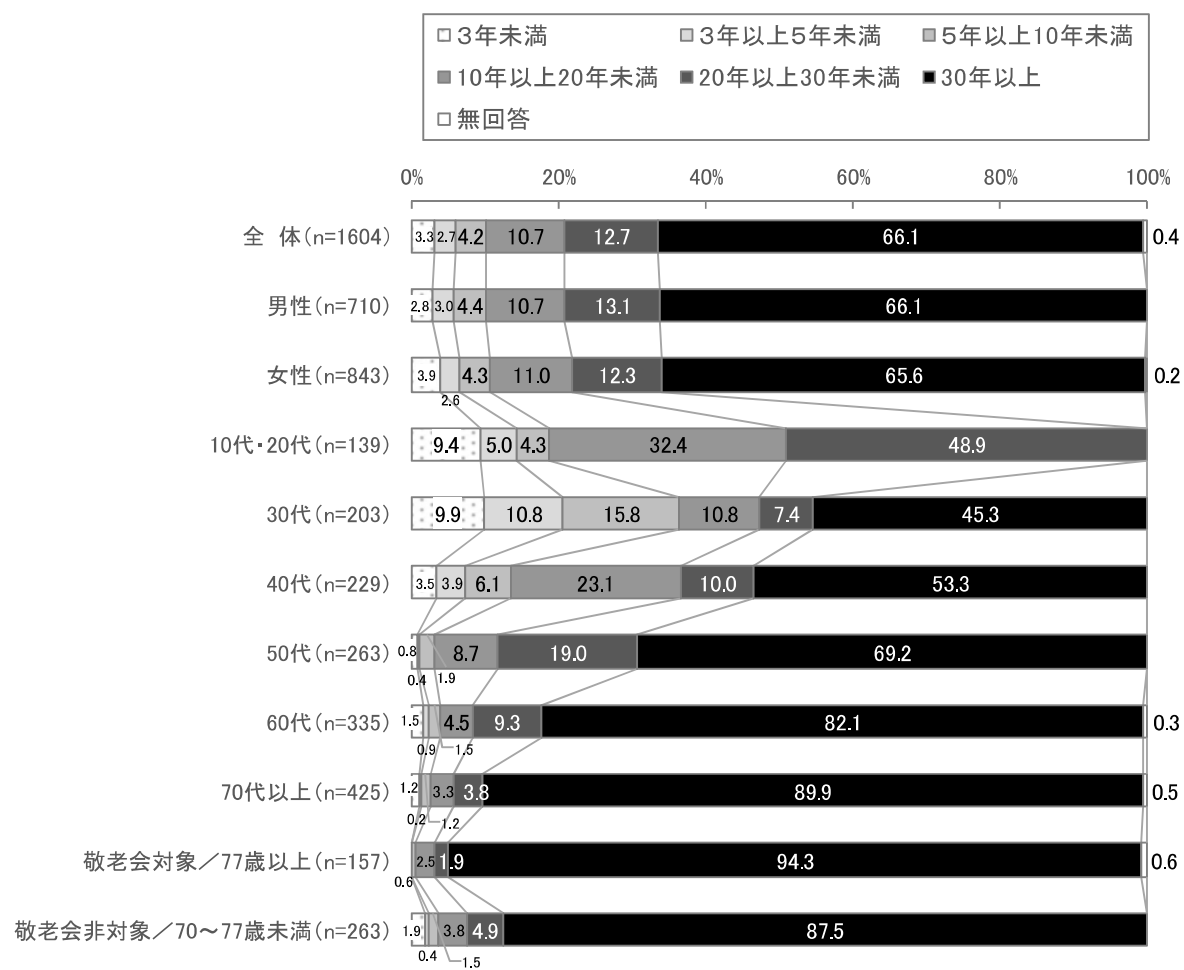 ３年未満 ３年以上５年未満 ５年以上10年未満
10年以上20年未満 20年以上30年未満 30年以上
無回答
0% 20% 40% 60% 80% 100%
全 体(n=1604) 3.3 2.7 4.2 10.7 12.7 66.1 0.4
男性(n=710) 2.8 3.0 4.4 10.7 13.1 66.1
女性(n=843) 3.9 4.3 11.0 12.3 65.6 0.2
2.6
10代・20代(n=139) 9.4 5.0 4.3 32.4 48.9
30代(n=203) 9.9 10.8 15.8 10.8 7.4 45.3
40代(n=229) 3.5 3.9 6.1 23.1 10.0 53.3
50代(n=263) 0.8 8.7 19.0 69.2
0.4 1.9
60代(n=335) 1.5 4.5 9.3 82.1 0.3
0.9 1.5
70代以上(n=425) 1.2 3.3 3.8 89.9 0.5
0.2 1.2
敬老会対象／77歳以上(n=157) 2.5 1.9 94.3 0.6
0.6
敬老会非対象／70～77歳未満(n=263) 1.9 3.8 4.9 87.5
0.4 1.5